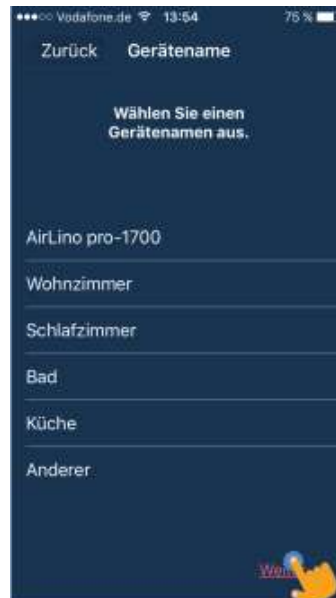 Vodafone.de 13:54 75 %
Zurück Gerätename
Wählen Sie einen
Gerätenamen aus.
AirLino pro-1700
Wohnzimmer
Schlafzimmer
Bad
Küche
Anderer